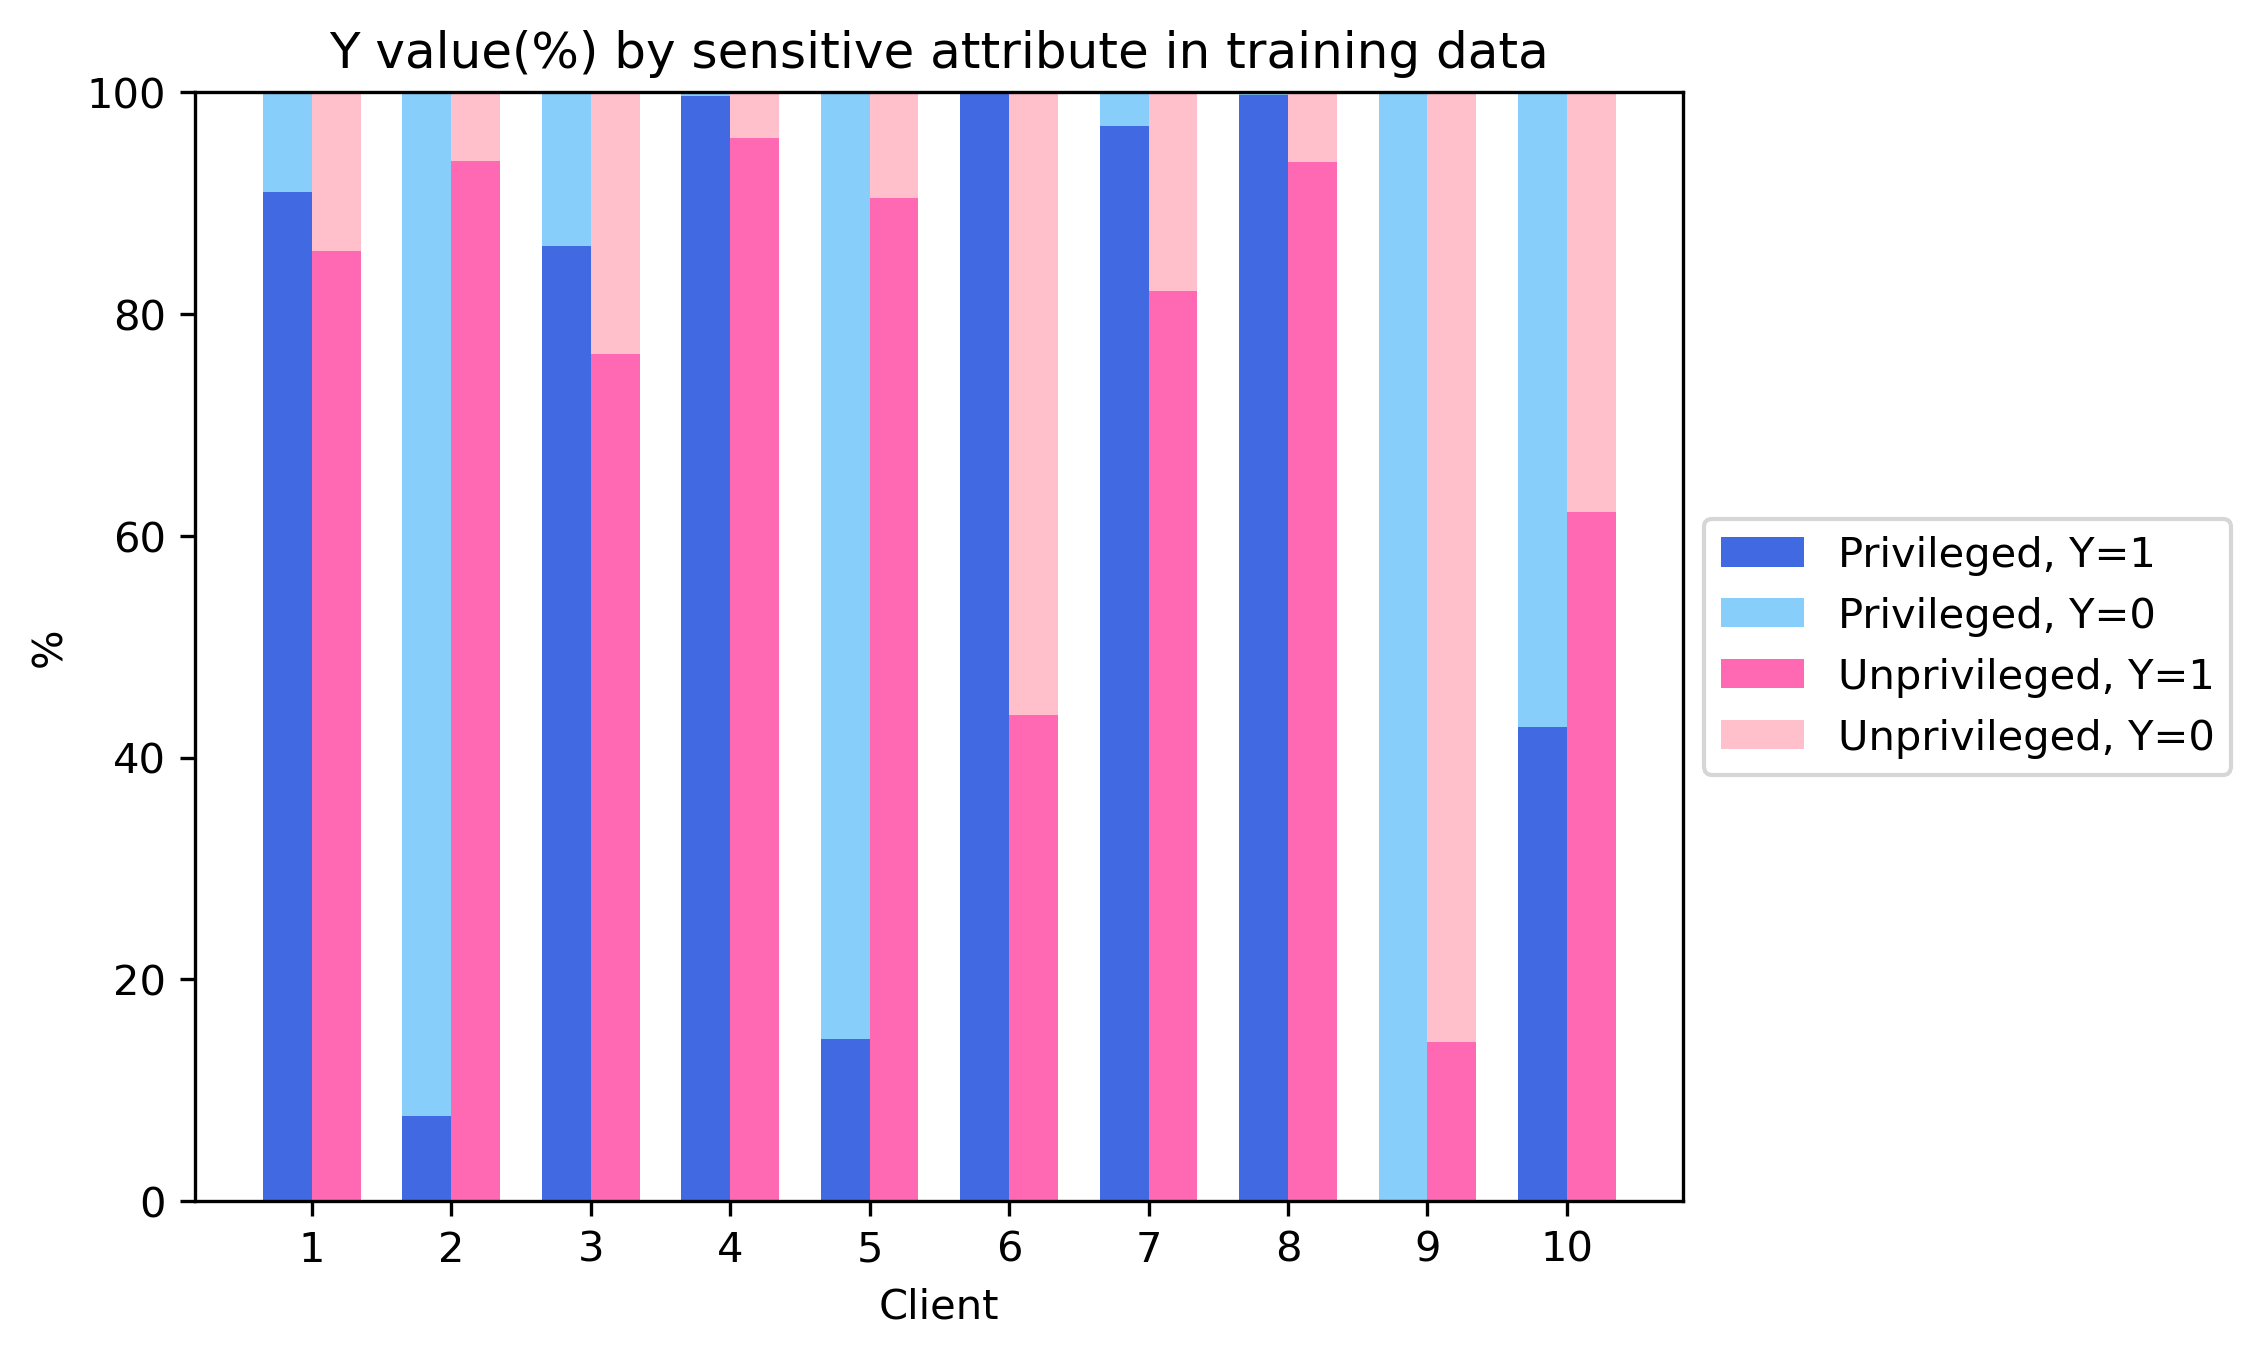 Y value(%) by sensitive attribute in training data
100
80
60
40
20
0
%
1 2 3 4 5 6 7 8 9 10
Client
Privileged, Y=1
Privileged, Y=0
Unprivileged, Y=1
Unprivileged, Y=0